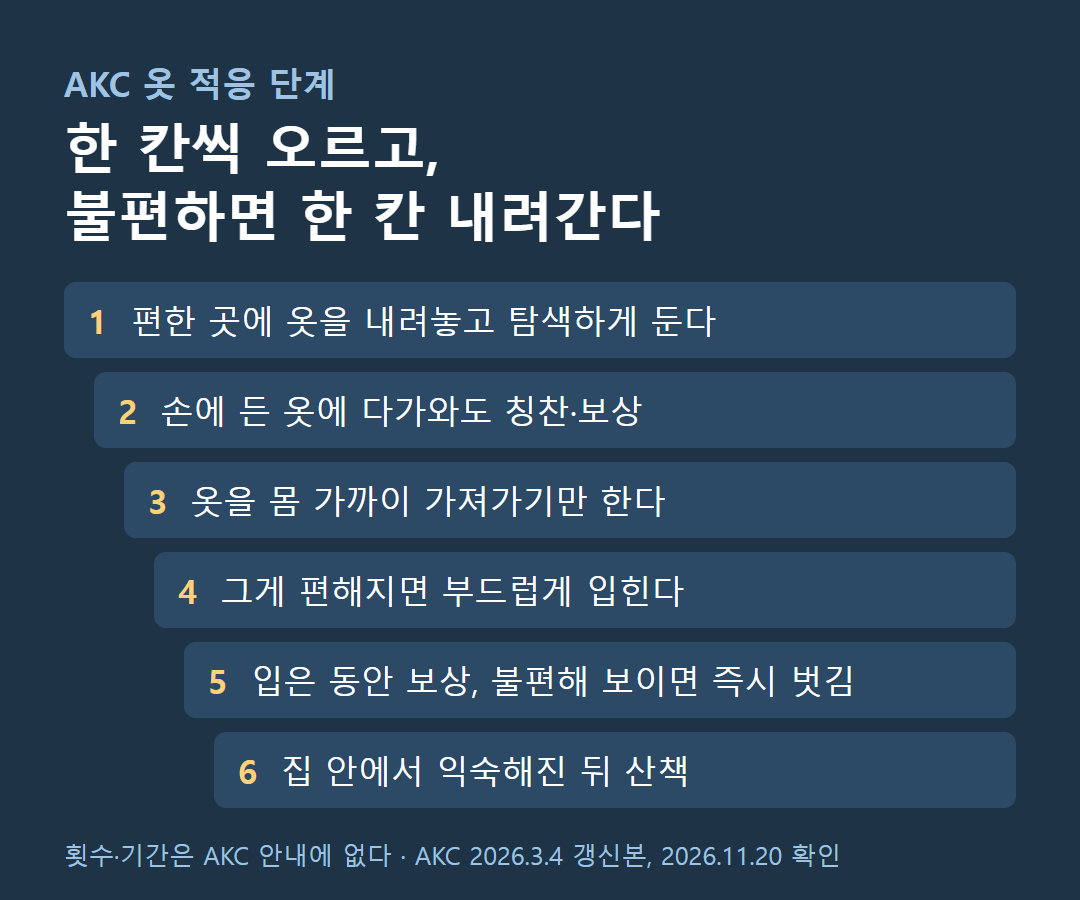 AKC 옷 적응 단계
한 칸씩 오르고,
불편하면 한 칸 내려간다
1 편한 곳에 옷을 내려놓고 탐색하게 둔다
2 손에 든 옷에 다가와도 칭찬·보상
3 옷을 몸 가까이 가져가기만 한다
4 그게 편해지면 부드럽게 입힌다
5 입은 동안 보상, 불편해 보이면 즉시 벗김
6 집 안에서 익숙해진 뒤 산책
횟수·기간은 AKC 안내에 없다 · AKC 2026.3.4 갱신본, 2026.11.20 확인